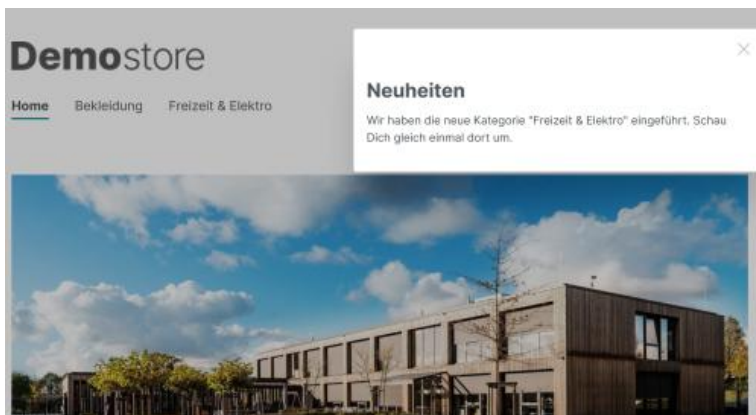 Demostore
Home Bekleidung Freizeit & Elektro
Neuheiten
Wir haben die neue Kategorie "Freizeit & Elektro" eingeführt. Schau
Dich gleich einmal dort um.